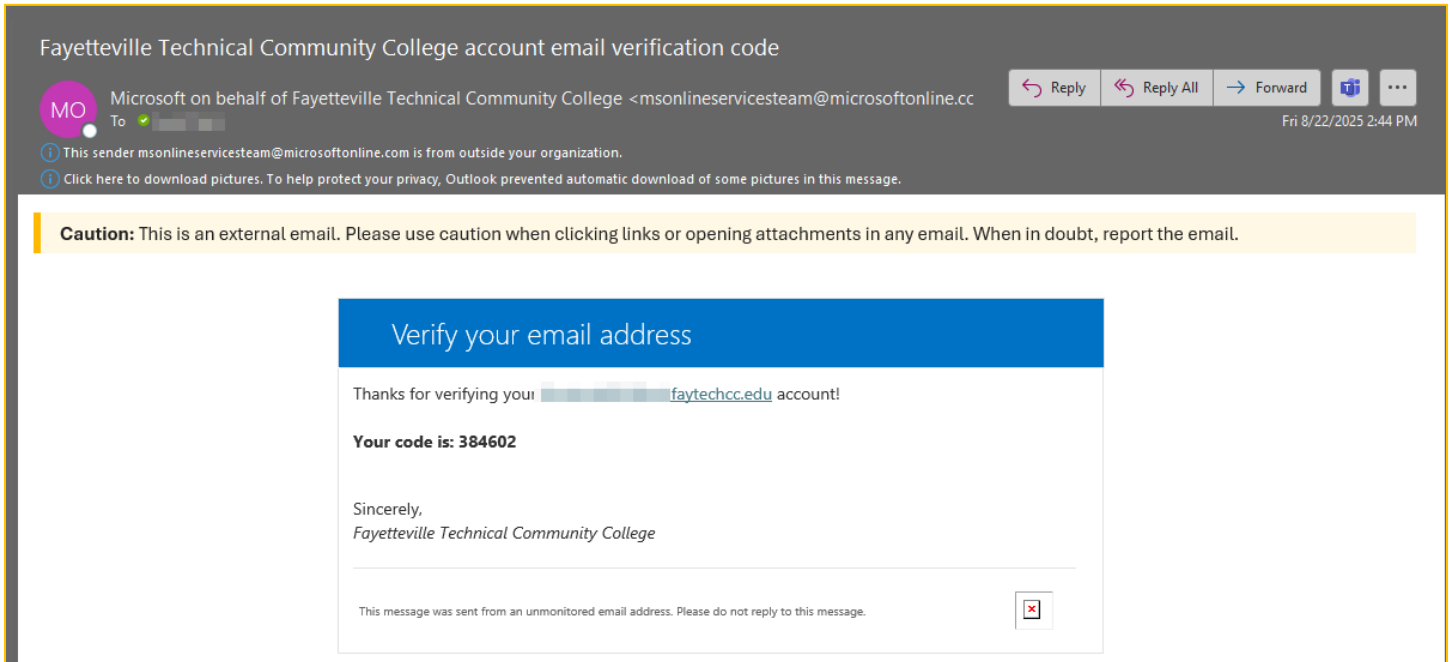 Fayetteville Technical Community College account email verification code
MO
Microsoft on behalf of Fayetteville Technical Community College <msonlineservicesteam@microsoftonline.cc
Reply
Reply All
Forward
To
Fri 8/22/2025 2:44 PM
This sender msonlineservicesteam@microsoftonline.com is from outside your organization.
Click here to download pictures. To help protect your privacy, Outlook prevented automatic download of some pictures in this message.
Caution: This is an external email. Please use caution when clicking links or opening attachments in any email. When in doubt, report the email.
Verify your email address
Thanks for verifying your faytechcc.edu account!
Your code is: 384602
Sincerely,
Fayetteville Technical Community College
This message was sent from an unmonitored email address. Please do not reply to this message.